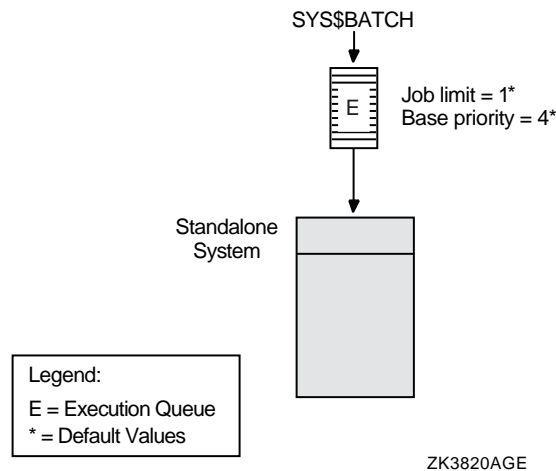 SYS$BATCH
E
Job limit = 1*
Base priority = 4*
Standalone
System
Legend:
E = Execution Queue
* = Default Values
ZK3820AGE